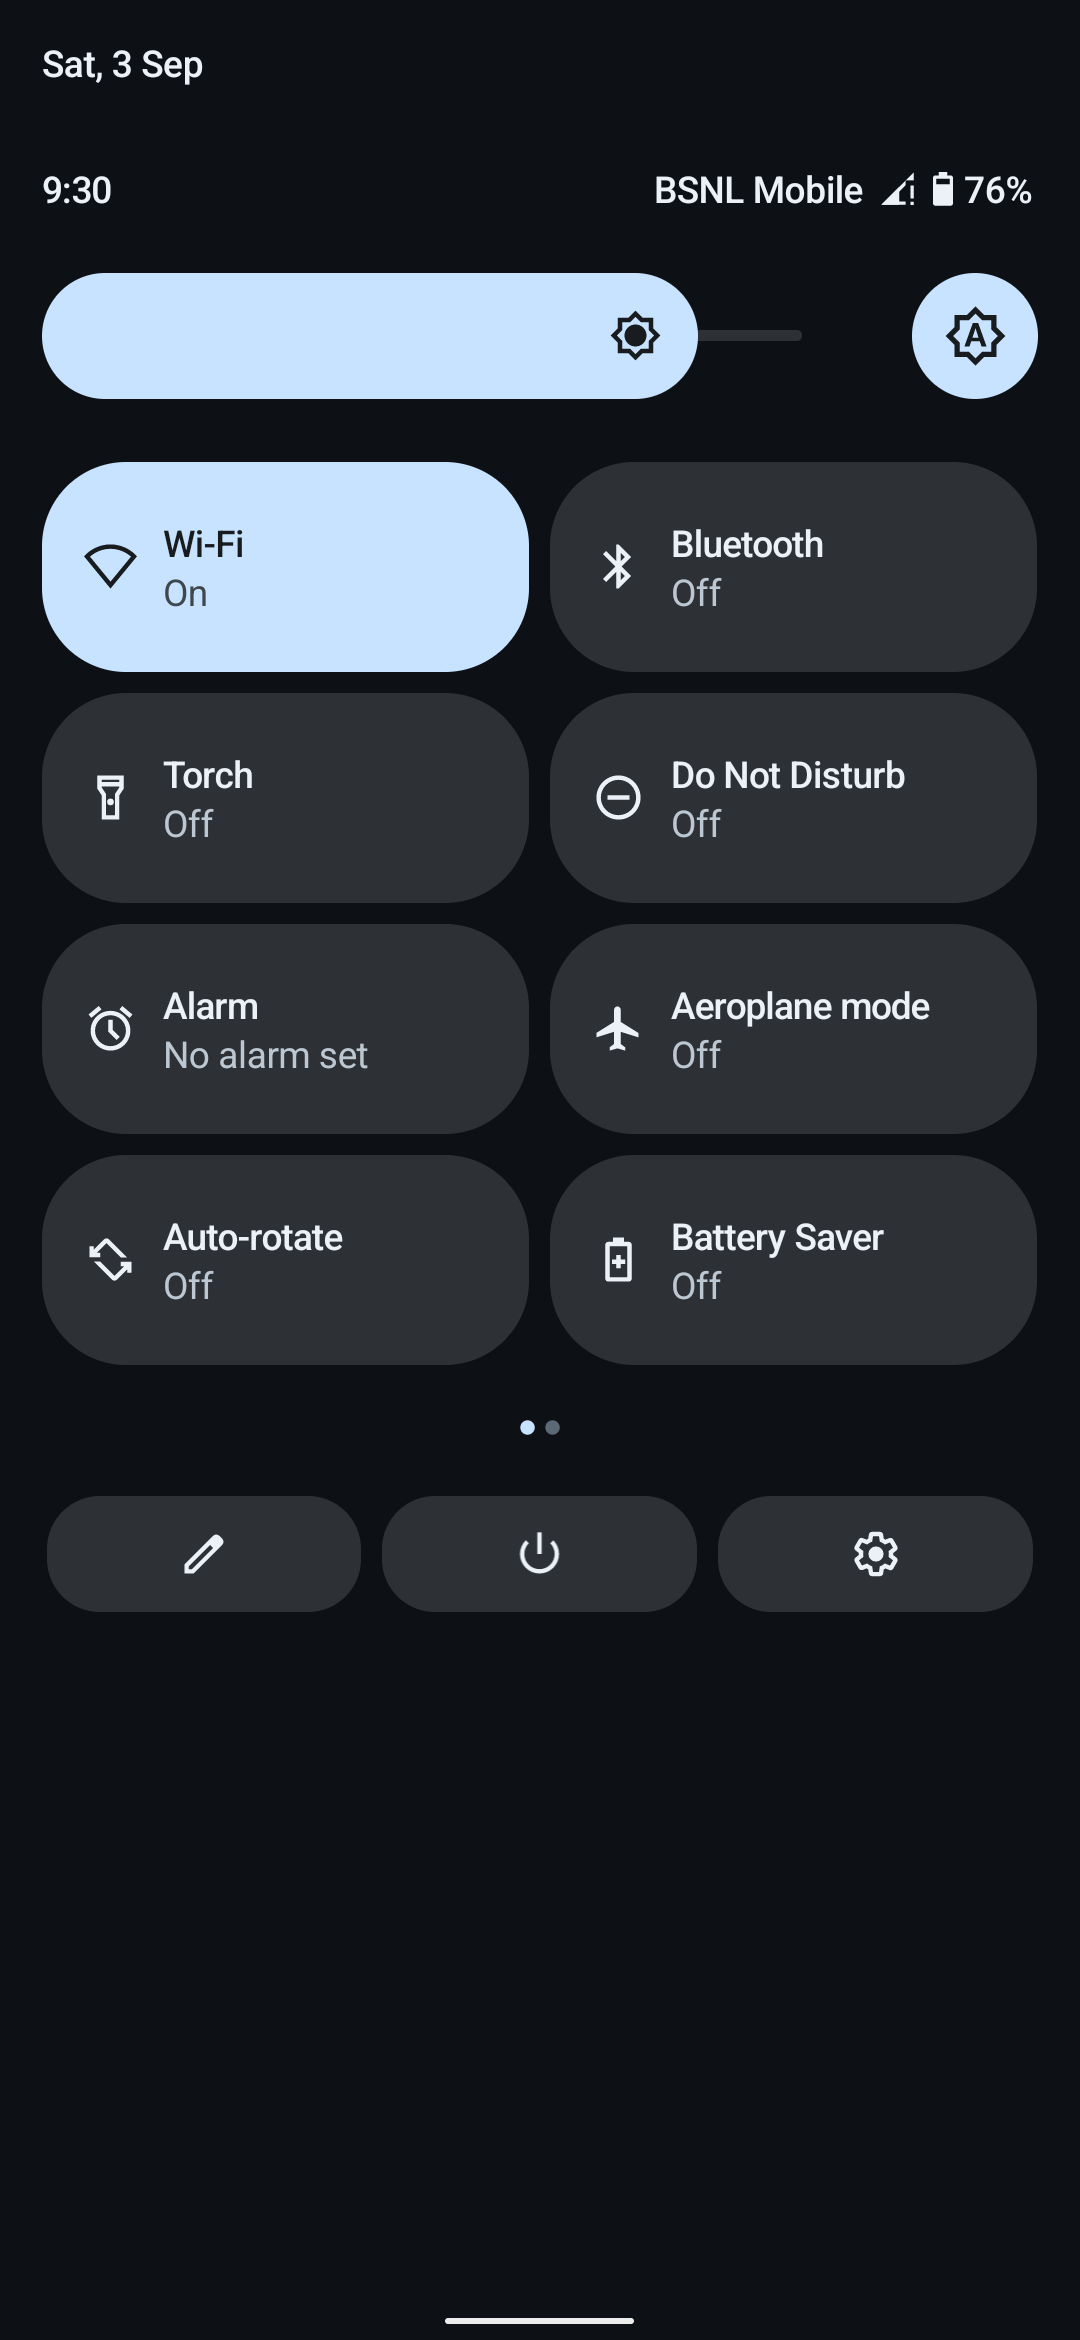 Sat, 3 Sep
9:30 BSNL Mobile 76%
A
Wi-Fi
On
Bluetooth
Off
Torch
Off
Do Not Disturb
Off
Alarm
No alarm set
Aeroplane mode
Off
Auto-rotate
Off
Battery Saver
Off